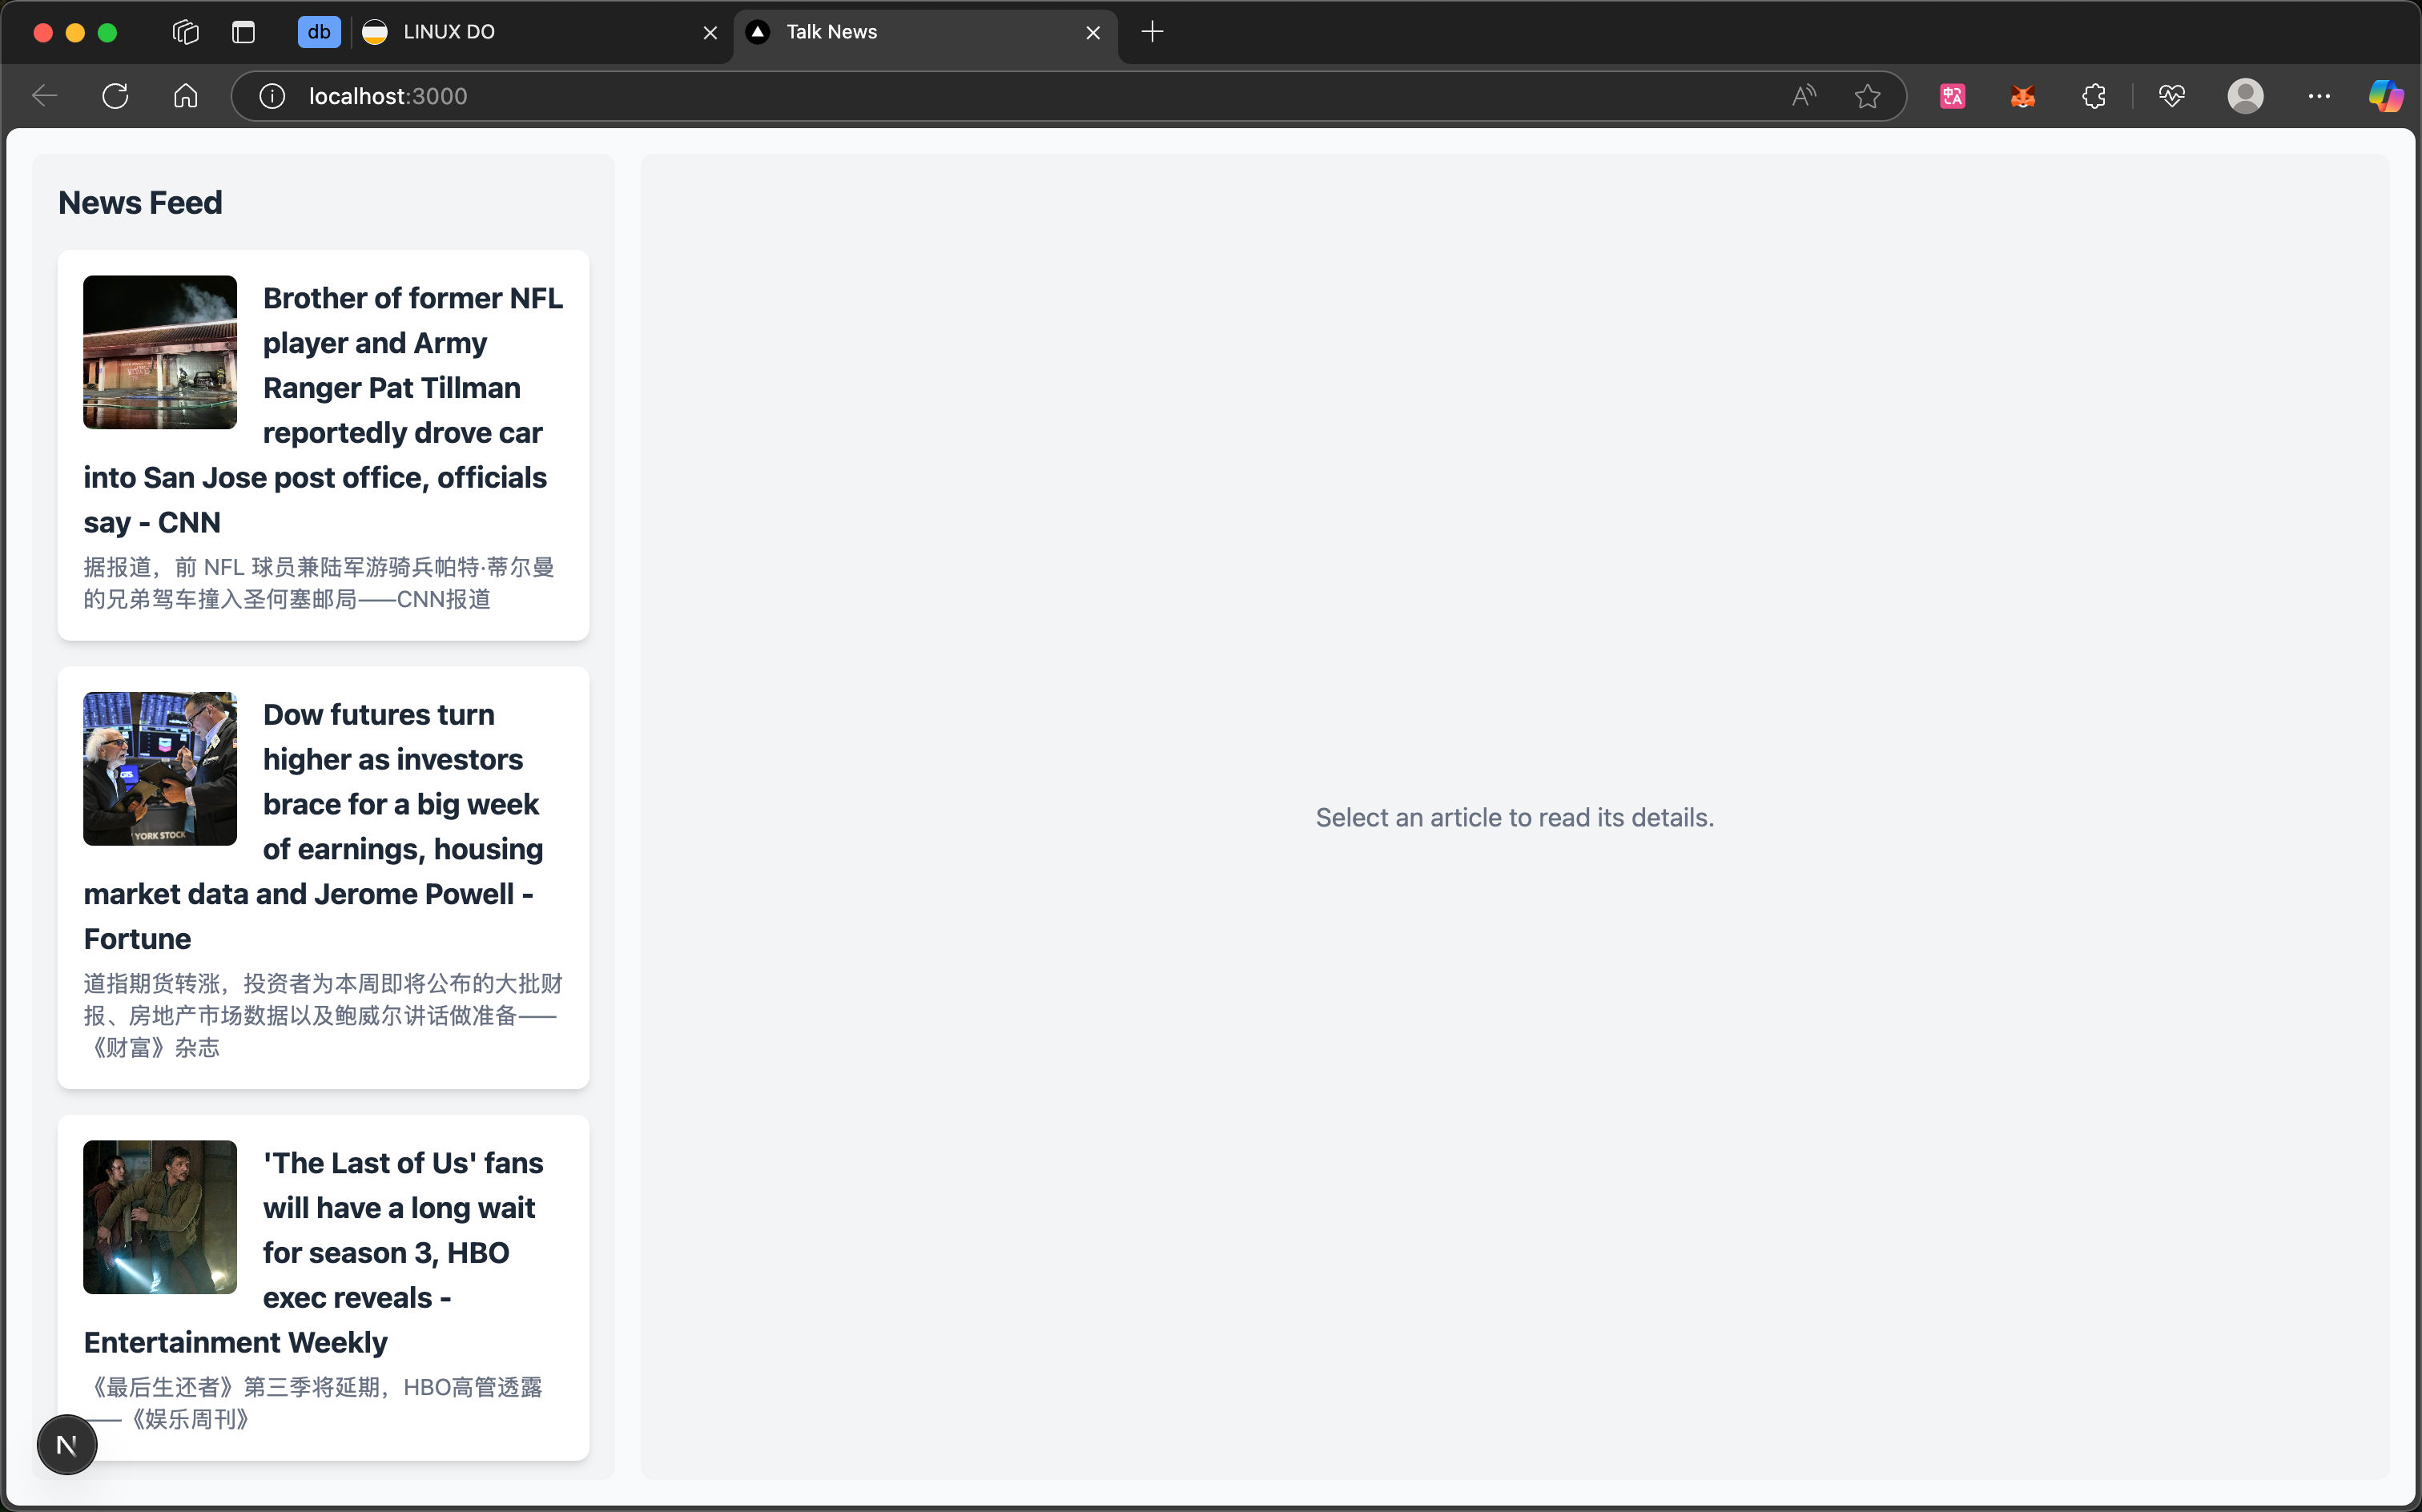 db
LINUX DO
Talk News
localhost:3000
News Feed
Brother of former NFL
player and Army
Ranger Pat Tillman
reportedly drove car
into San Jose post office, officials
say - CNN
据报道，前 NFL 球员兼陆军游骑兵帕特·蒂尔曼
的兄弟驾车撞入圣何塞邮局——CNN报道
GTS
YORK STOCK
Dow futures turn
higher as investors
brace for a big week
of earnings, housing
market data and Jerome Powell -
Fortune
道指期货转涨，投资者为本周即将公布的大批财
报、房地产市场数据以及鲍威尔讲话做准备——
《财富》杂志
'The Last of Us' fans
will have a long wait
for season 3, HBO
exec reveals -
Entertainment Weekly
《最后生还者》第三季将延期，HBO高管透露
——《娱乐周刊》
N
Select an article to read its details.